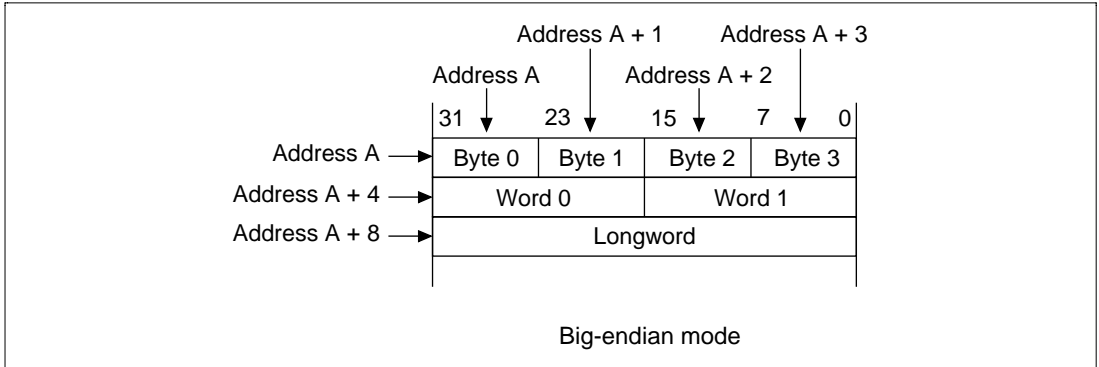 Address A + 1 Address A + 3
Address A Address A + 2
31 23 15 7 0
Address A Byte 0 Byte 1 Byte 2 Byte 3
Address A + 4 Word 0 Word 1
Address A + 8 Longword
Big-endian mode